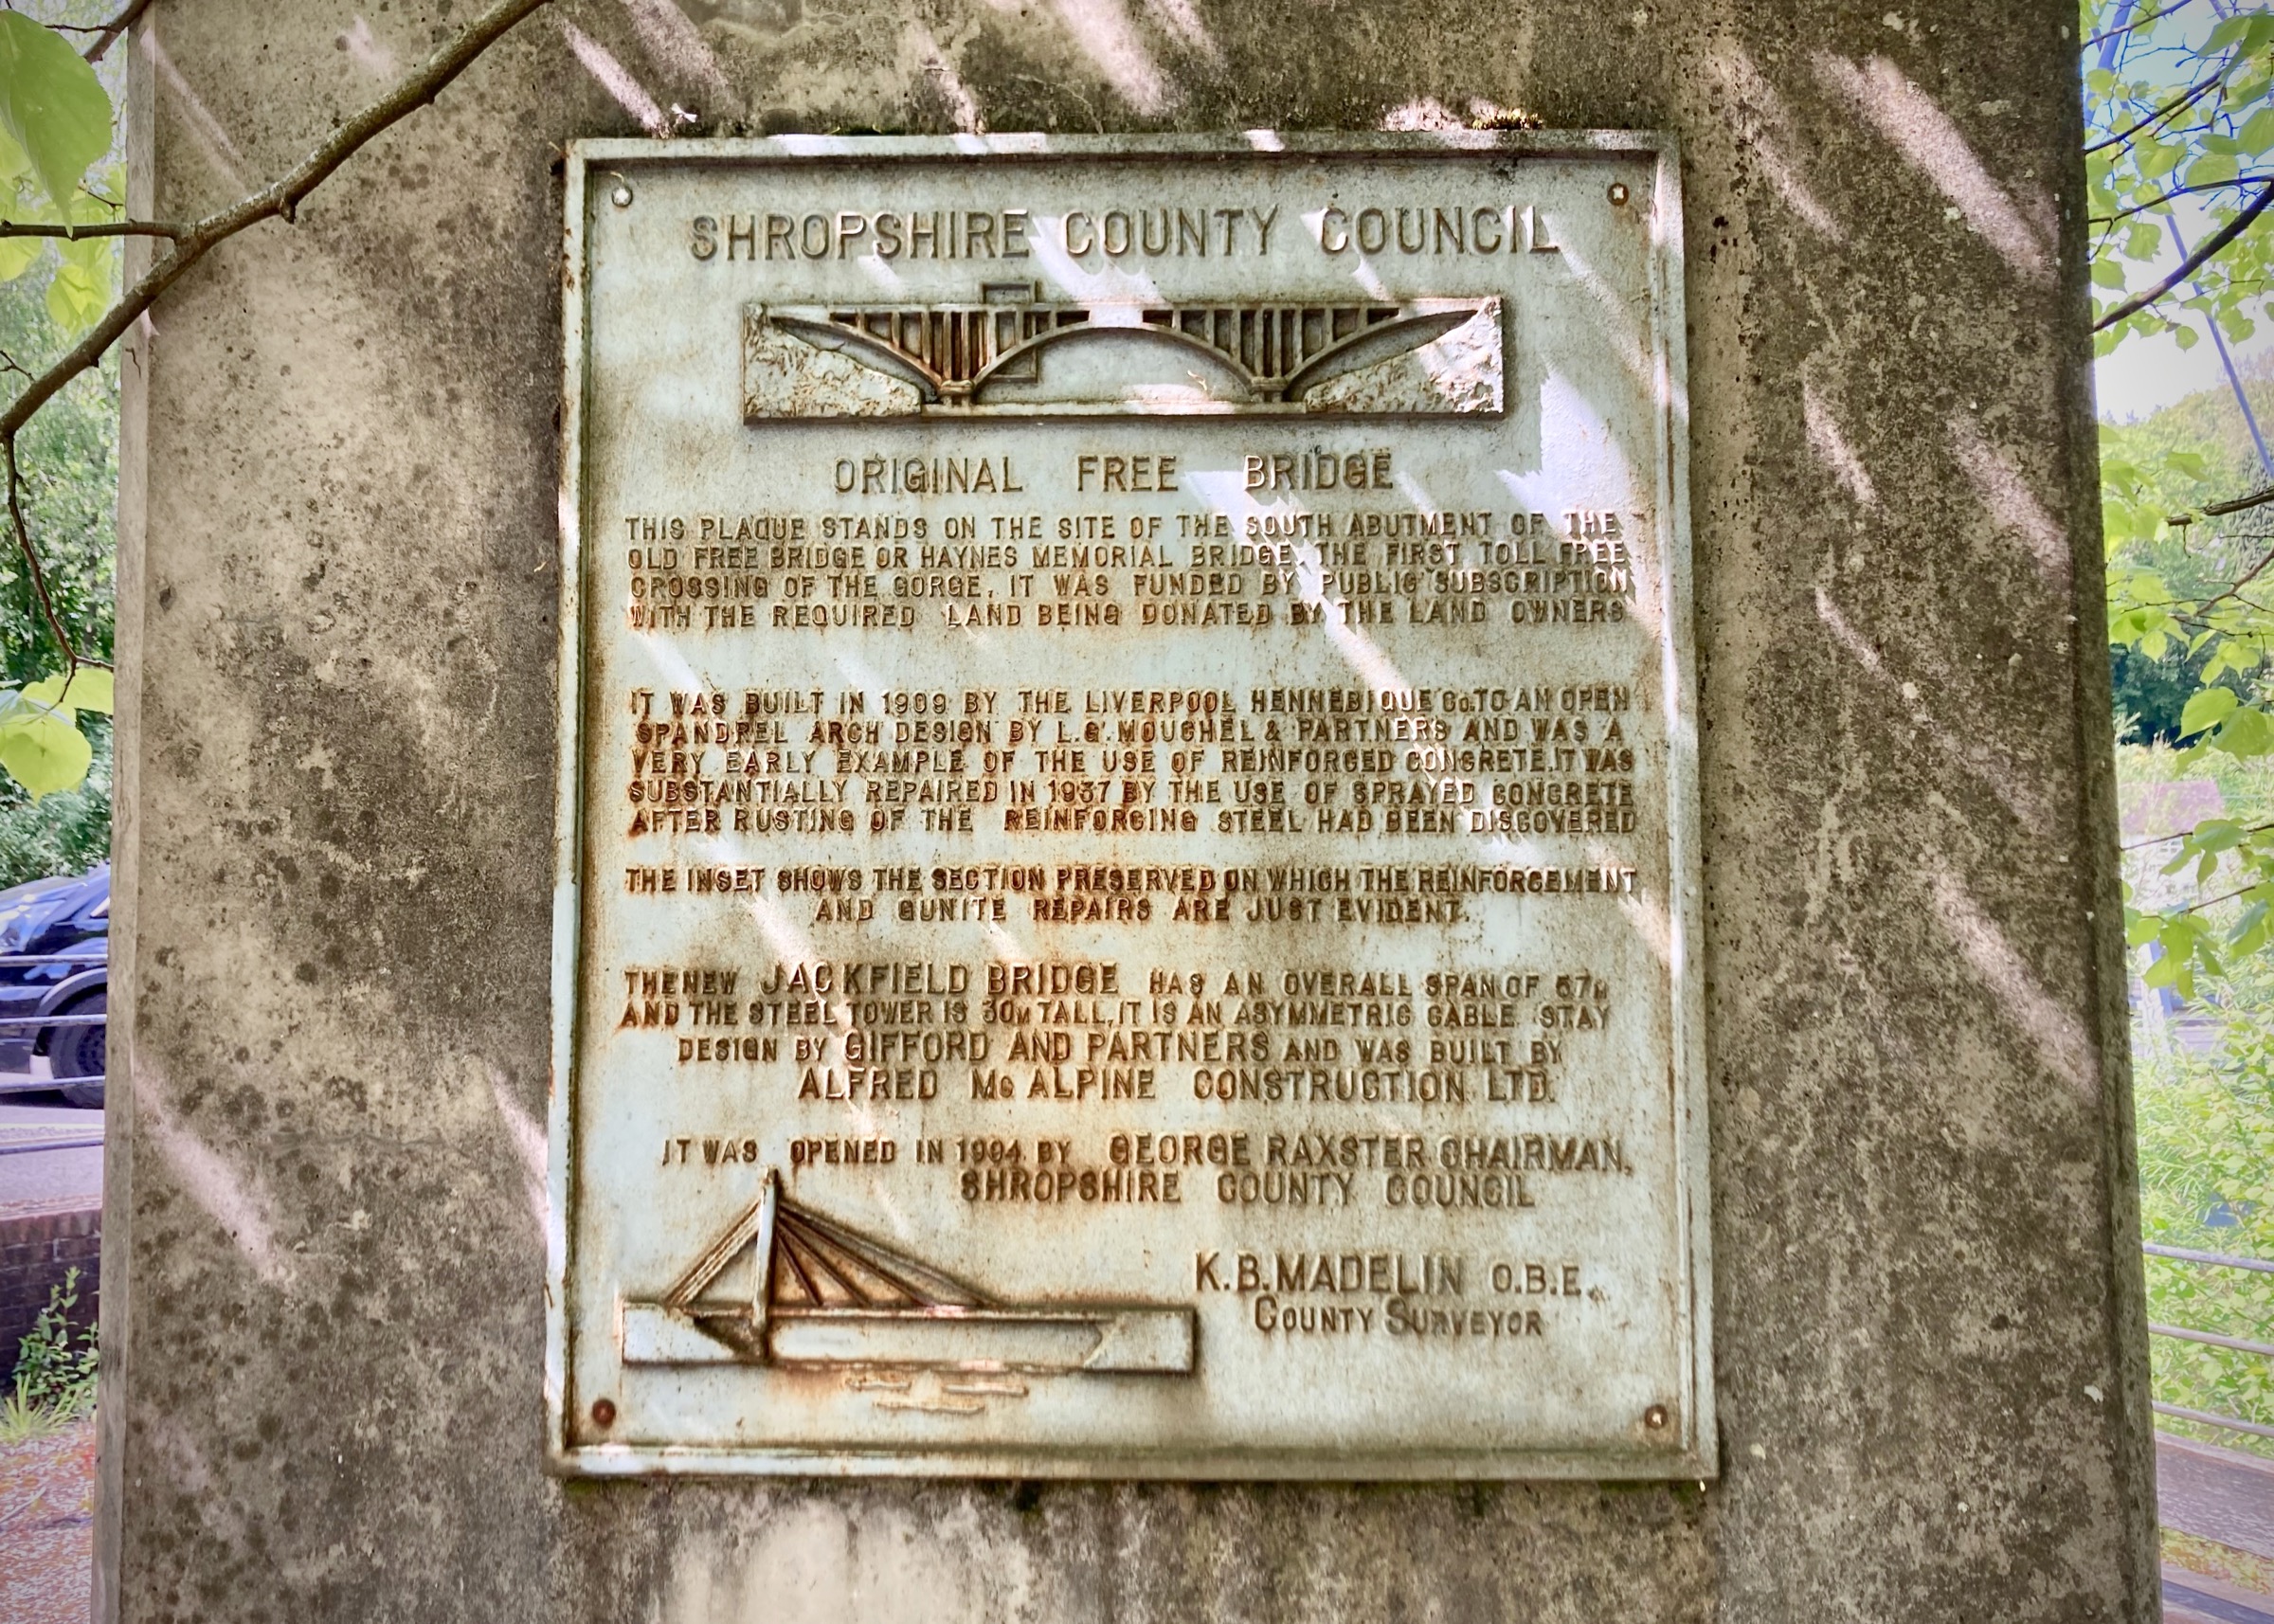 SHROPSHIRE COUNTY COUNCIL
ORIGINAL FREE BRIDGE
THIS PLAQUE STANDS ON THE SITE OF THE SOUTH ABUTMENT OF THE
OLD FREE BRIDGE OR HAYNES MEMORIAL BRIDGE. THE FIRST TOLL FREE
CROSSING OF THE GORGE, IT WAS FUNDED BY PUBLIC SUBSCRIPTION
WITH THE REQUIRED LAND BEING DONATED BY THE LAND OWNERS
IT WAS BUILT IN 1909 BY THE LIVERPOOL HENNEBIQUE Co. TO AN OPEN
SPANDREL ARCH DESIGN BY L.G. MOUCHEL & PARTNERS AND WAS A
VERY EARLY EXAMPLE OF THE USE OF REINFORCED CONCRETE. IT WAS
SUBSTANTIALLY REPAIRED IN 1937 BY THE USE OF SPRAYED CONCRETE
AFTER RUSTING OF THE REINFORCING STEEL HAD BEEN DISCOVERED
THE INSET SHOWS THE SECTION PRESERVED ON WHICH THE REINFORCEMENT
AND GUNITE REPAIRS ARE JUST EVIDENT.
THE NEW JACKFIELD BRIDGE HAS AN OVERALL SPAN OF 57M
AND THE STEEL TOWER IS 30M TALL, IT IS AN ASYMMETRIC CABLE STAY
DESIGN BY GIFFORD AND PARTNERS AND WAS BUILT BY
ALFRED Mc ALPINE CONSTRUCTION LTD.
IT WAS OPENED IN 1994 BY GEORGE RAXSTER CHAIRMAN,
SHROPSHIRE COUNTY COUNCIL
K.B. MADELIN O.B.E.
COUNTY SURVEYOR